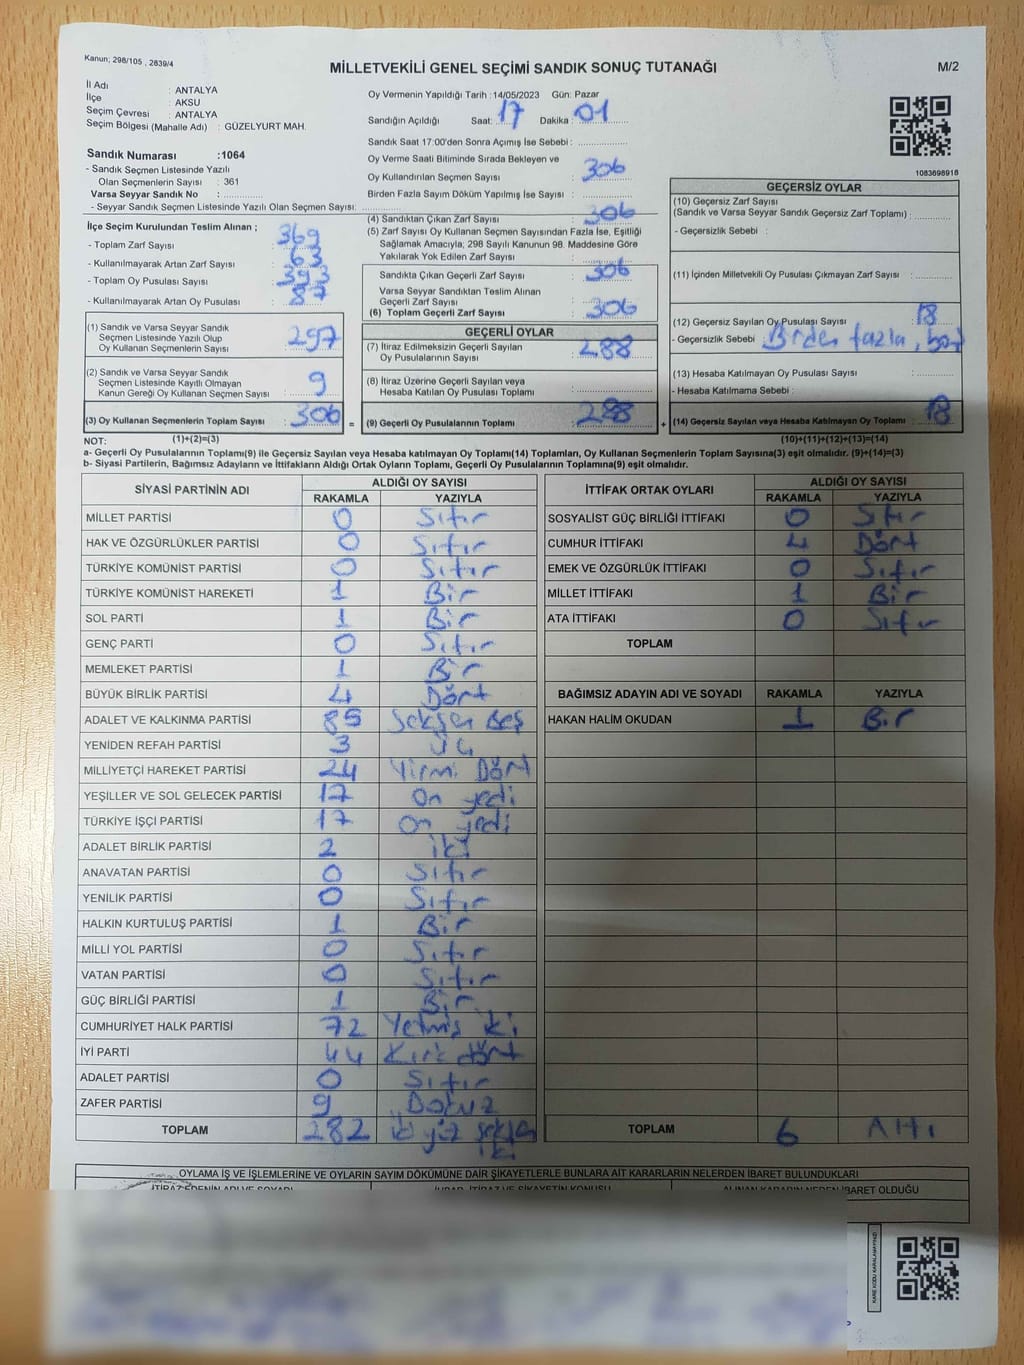 Kanun; 298/105 , 2839/4
MİLLETVEKİLİ GENEL SEÇİMİ SANDIK SONUÇ TUTANAĞI
M/2
İl Adı : ANTALYA
İlçe : AKSU
Seçim Çevresi : ANTALYA
Seçim Bölgesi (Mahalle Adı) : GÜZELYURT MAH.
Oy Vermenin Yapıldığı Tarih : 14/05/2023 Gün: Pazar
Sandığın Açıldığı Saat: 17 Dakika: 01
Sandık Saat 17:00'den Sonra Açımış İse Sebebi :
Oy Verme Saati Bitiminde Sırada Bekleyen ve
Oy Kullandırılan Seçmen Sayısı : 306
Birden Fazla Sayım Döküm Yapılmış İse Sayısı :
1083698918
Sandık Numarası :1064
- Sandık Seçmen Listesinde Yazılı
Olan Seçmenlerin Sayısı : 361
Varsa Seyyar Sandık No :
- Seyyar Sandık Seçmen Listesinde Yazılı Olan Seçmen Sayısı:
İlçe Seçim Kurulundan Teslim Alınan ;
- Toplam Zarf Sayısı : 369
- Kullanılmayarak Artan Zarf Sayısı : 63
- Toplam Oy Pusulası Sayısı : 393
- Kullanılmayarak Artan Oy Pusulası : 87
(1) Sandık ve Varsa Seyyar Sandık
Seçmen Listesinde Yazılı Olup
Oy Kullanan Seçmenlerin Sayısı : 297
(2) Sandık ve Varsa Seyyar Sandık
Seçmen Listesinde Kayıtlı Olmayan
Kanun Gereği Oy Kullanan Seçmen Sayısı : 9
(3) Oy Kullanan Seçmenlerin Toplam Sayısı : 306 =
(4) Sandıktan Çıkan Zarf Sayısı : 306
(5) Zarf Sayısı Oy Kullanan Seçmen Sayısından Fazla İse, Eşitliği
Sağlamak Amacıyla; 298 Sayılı Kanunun 98. Maddesine Göre
Yakılarak Yok Edilen Zarf Sayısı :
Sandıkta Çıkan Geçerli Zarf Sayısı : 306
Varsa Seyyar Sandıktan Teslim Alınan
Geçerli Zarf Sayısı :
(6) Toplam Geçerli Zarf Sayısı : 306
GEÇERLİ OYLAR
(7) İtiraz Edilmeksizin Geçerli Sayılan
Oy Pusulalarının Sayısı : 288
(8) İtiraz Üzerine Geçerli Sayılan veya
Hesaba Katılan Oy Pusulası Toplamı :
(9) Geçerli Oy Pusulalarının Toplamı : 288 +
GEÇERSİZ OYLAR
(10) Geçersiz Zarf Sayısı
(Sandık ve Varsa Seyyar Sandık Geçersiz Zarf Toplamı) :
- Geçersizlik Sebebi :
(11) İçinden Milletvekili Oy Pusulası Çıkmayan Zarf Sayısı :
(12) Geçersiz Sayılan Oy Pusulası Sayısı : 18
- Geçersizlik Sebebi : Birden fazla,
(13) Hesaba Katılmayan Oy Pusulası Sayısı :
- Hesaba Katılmama Sebebi :
(14) Geçersiz Sayılan veya Hesaba Katılmayan Oy Toplamı : 18
NOT: (1)+(2)=(3) (10)+(11)+(12)+(13)=(14)
a- Geçerli Oy Pusulalarının Toplamı(9) ile Geçersiz Sayılan veya Hesaba katılmayan Oy Toplamı(14) Toplamları, Oy Kullanan Seçmenlerin Toplam Sayısına(3) eşit olmalıdır. (9)+(14)=(3)
b- Siyasi Partilerin, Bağımsız Adayların ve İttifakların Aldığı Ortak Oyların Toplamı, Geçerli Oy Pusulalarının Toplamına(9) eşit olmalıdır.
SİYASİ PARTİNİN ADI ALDIĞI OY SAYISI
RAKAMLA YAZIYLA
MİLLET PARTİSİ 0 Sıfır
HAK VE ÖZGÜRLÜKLER PARTİSİ 0 Sıfır
TÜRKİYE KOMÜNİST PARTİSİ 0 Sıfır
TÜRKİYE KOMÜNİST HAREKETİ 1 Bir
SOL PARTİ 1 Bir
GENÇ PARTİ 0 Sıfır
MEMLEKET PARTİSİ 1 Bir
BÜYÜK BİRLİK PARTİSİ 4 Dört
ADALET VE KALKINMA PARTİSİ 85 Seksen Beş
YENİDEN REFAH PARTİSİ 3 Üç
MİLLİYETÇİ HAREKET PARTİSİ 24 Yirmi Dört
YEŞİLLER VE SOL GELECEK PARTİSİ 17 On yedi
TÜRKİYE İŞÇİ PARTİSİ 17 On yedi
ADALET BİRLİK PARTİSİ 2 iki
ANAVATAN PARTİSİ 0 Sıfır
YENİLİK PARTİSİ 0 Sıfır
HALKIN KURTULUŞ PARTİSİ 1 Bir
MİLLİ YOL PARTİSİ 0 Sıfır
VATAN PARTİSİ 0 Sıfır
GÜÇ BİRLİĞİ PARTİSİ 1 Bir
CUMHURİYET HALK PARTİSİ 72 Yetmiş iki
İYİ PARTİ 44 Kırk dört
ADALET PARTİSİ 0 Sıfır
ZAFER PARTİSİ 9 Dokuz
TOPLAM 282 iki yüz seksen iki
İTTİFAK ORTAK OYLARI ALDIĞI OY SAYISI
RAKAMLA YAZIYLA
SOSYALİST GÜÇ BİRLİĞİ İTTİFAKI 0 Sıfır
CUMHUR İTTİFAKI 4 Dört
EMEK VE ÖZGÜRLÜK İTTİFAKI 0 Sıfır
MİLLET İTTİFAKI 1 Bir
ATA İTTİFAKI 0 Sıfır
TOPLAM
BAĞIMSIZ ADAYIN ADI VE SOYADI RAKAMLA YAZIYLA
HAKAN HALİM OKUDAN 1 Bir
TOPLAM 6 Altı
OYLAMA İŞ VE İŞLEMLERİNE VE OYLARIN SAYIM DÖKÜMÜNE DAİR ŞİKAYETLERLE BUNLARA AİT KARARLARIN NELERDEN İBARET BULUNDUKLARI
KARE KODU KARALAMAYINIZ!